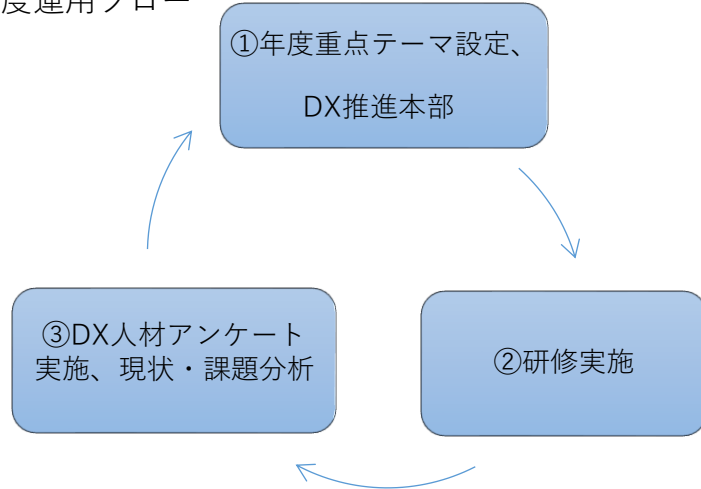 度運用フロー
①年度重点テーマ設定、
DX推進本部
③DX人材アンケート
実施、現状・課題分析
②研修実施